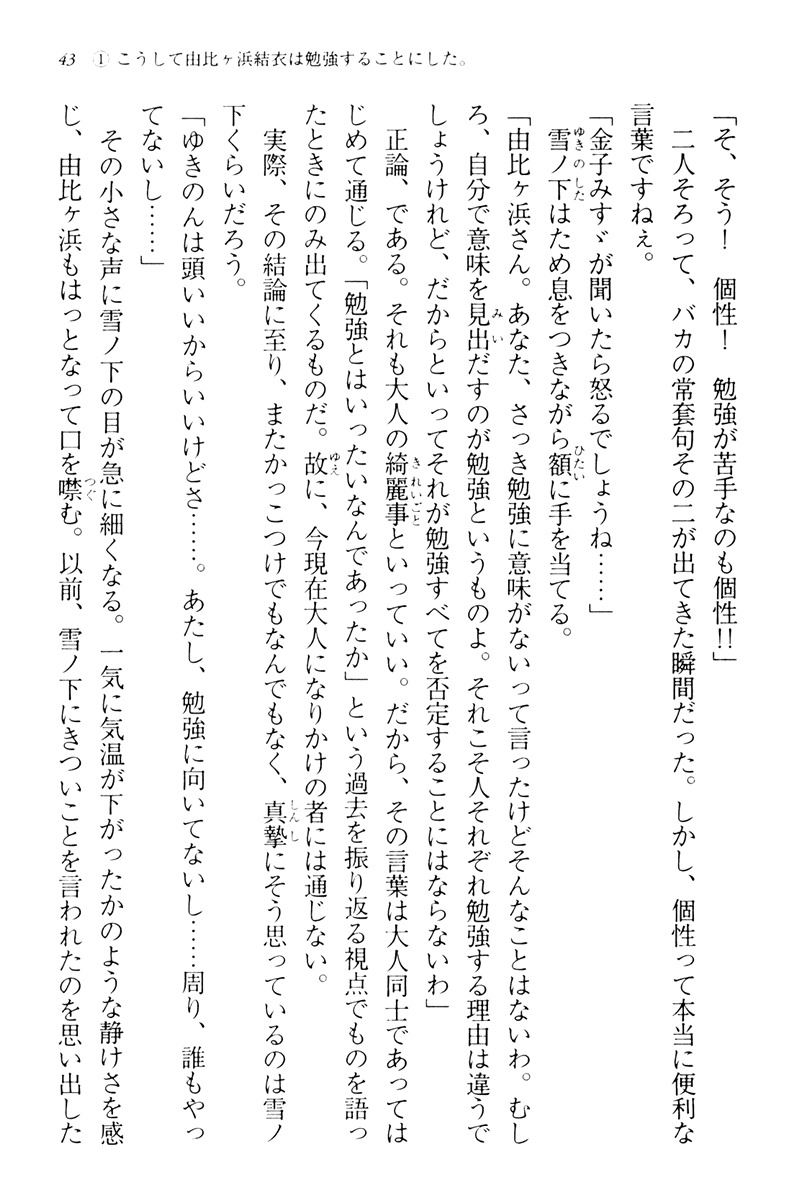 43　①こうして由比ヶ浜結衣は勉強することにした。
「そ、そう！　個性！　勉強が苦手なのも個性!!」
　二人そろって、バカの常套句その二が出てきた瞬間だった。しかし、個性って本当に便利な
言葉ですねぇ。
「金子みすゞが聞いたら怒るでしょうね……」
ゆきのした　ひたい
　雪ノ下はため息をつきながら額に手を当てる。
「由比ヶ浜さん。あなた、さっき勉強に意味がないって言ったけどそんなことはないわ。むし
みい
ろ、自分で意味を見出だすのが勉強というものよ。それこそ人それぞれ勉強する理由は違うで
しょうけれど、だからといってそれが勉強すべてを否定することにはならないわ」
きれいごと
　正論、である。それも大人の綺麗事といっていい。だから、その言葉は大人同士であっては
じめて通じる。「勉強とはいったいなんであったか」という過去を振り返る視点でものを語っ
ゆえ
たときにのみ出てくるものだ。故に、今現在大人になりかけの者には通じない。
しんし
　実際、その結論に至り、またかっこつけでもなんでもなく、真摯にそう思っているのは雪ノ
下くらいだろう。
「ゆきのんは頭いいからいいけどさ……。あたし、勉強に向いてないし……周り、誰もやっ
てないし……」
　その小さな声に雪ノ下の目が急に細くなる。一気に気温が下がったかのような静けさを感
つぐ
じ、由比ヶ浜もはっとなって口を噤む。以前、雪ノ下にきついことを言われたのを思い出した